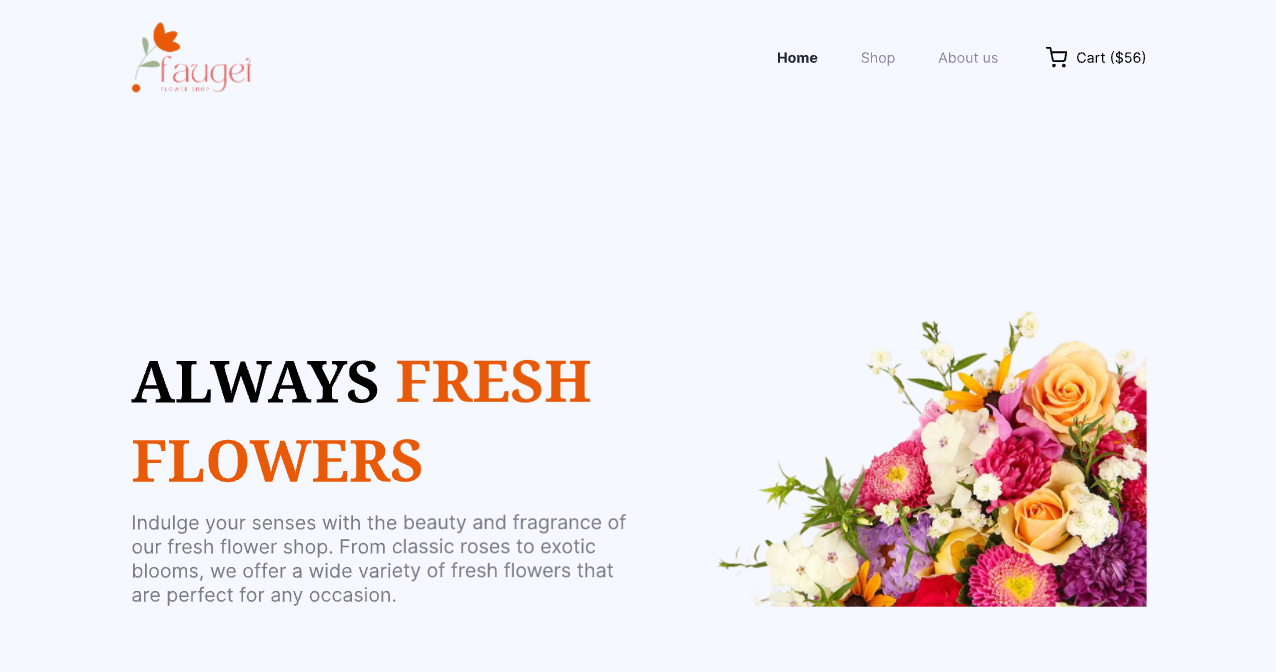 fauget
FLOWER SHOP
Home Shop About us Cart ($56)
ALWAYS FRESH
FLOWERS
Indulge your senses with the beauty and fragrance of
our fresh flower shop. From classic roses to exotic
blooms, we offer a wide variety of fresh flowers that
are perfect for any occasion.